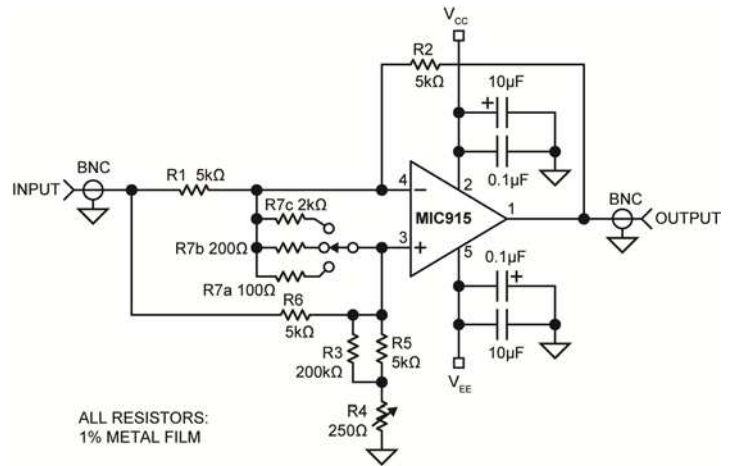 VCC
R2
5kΩ
10µF
+
0.1µF
BNC
INPUT
R1 5kΩ
R7c 2kΩ
R7b 200Ω
R7a 100Ω
4
−
2
MIC915
3
+
1
5
BNC
OUTPUT
R6
5kΩ
R3
200kΩ
R5
5kΩ
R4
250Ω
0.1µF
+
10µF
VEE
ALL RESISTORS:
1% METAL FILM